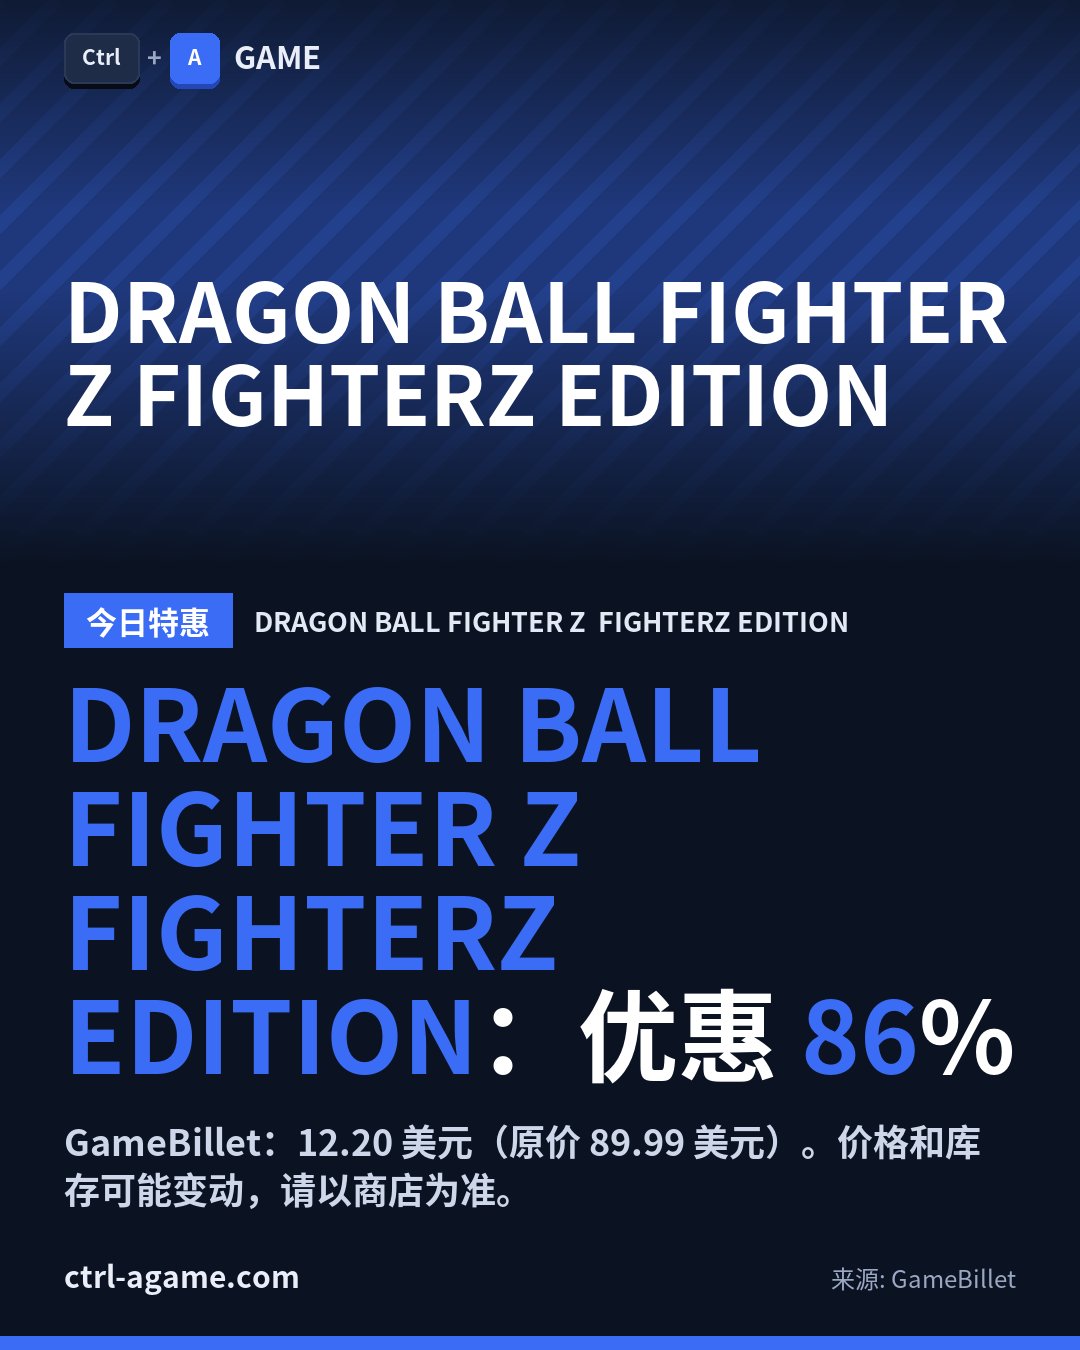 Ctrl + A GAME
DRAGON BALL FIGHTER
Z FIGHTERZ EDITION
今日特惠 DRAGON BALL FIGHTER Z  FIGHTERZ EDITION
DRAGON BALL
FIGHTER Z
FIGHTERZ
EDITION：优惠 86%
GameBillet：12.20 美元（原价 89.99 美元）。价格和库
存可能变动，请以商店为准。
ctrl-agame.com 来源: GameBillet